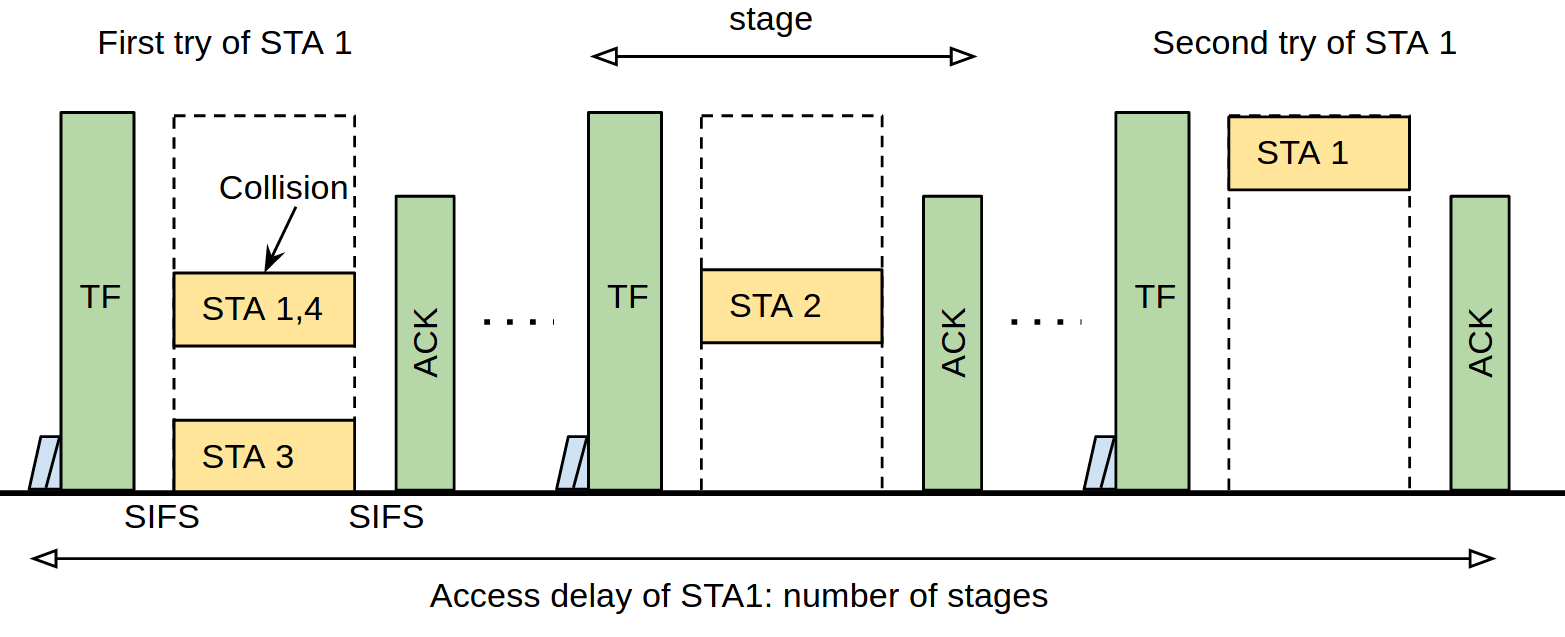 stage
First try of STA 1
Second try of STA 1
Collision
STA 1
TF
STA 1,4
ACK
TF
STA 2
ACK
TF
ACK
STA 3
SIFS
SIFS
Access delay of STA1: number of stages